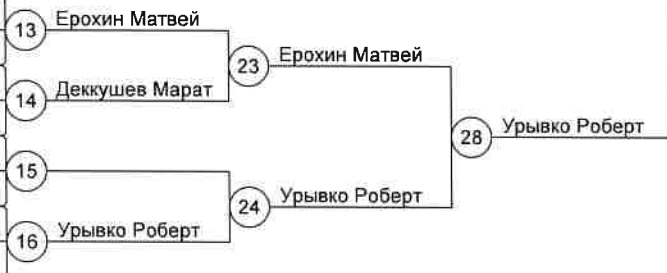 13 Ерохин Матвей
23 Ерохин Матвей
14 Деккушев Марат
28 Урывко Роберт
15
24 Урывко Роберт
16 Урывко Роберт